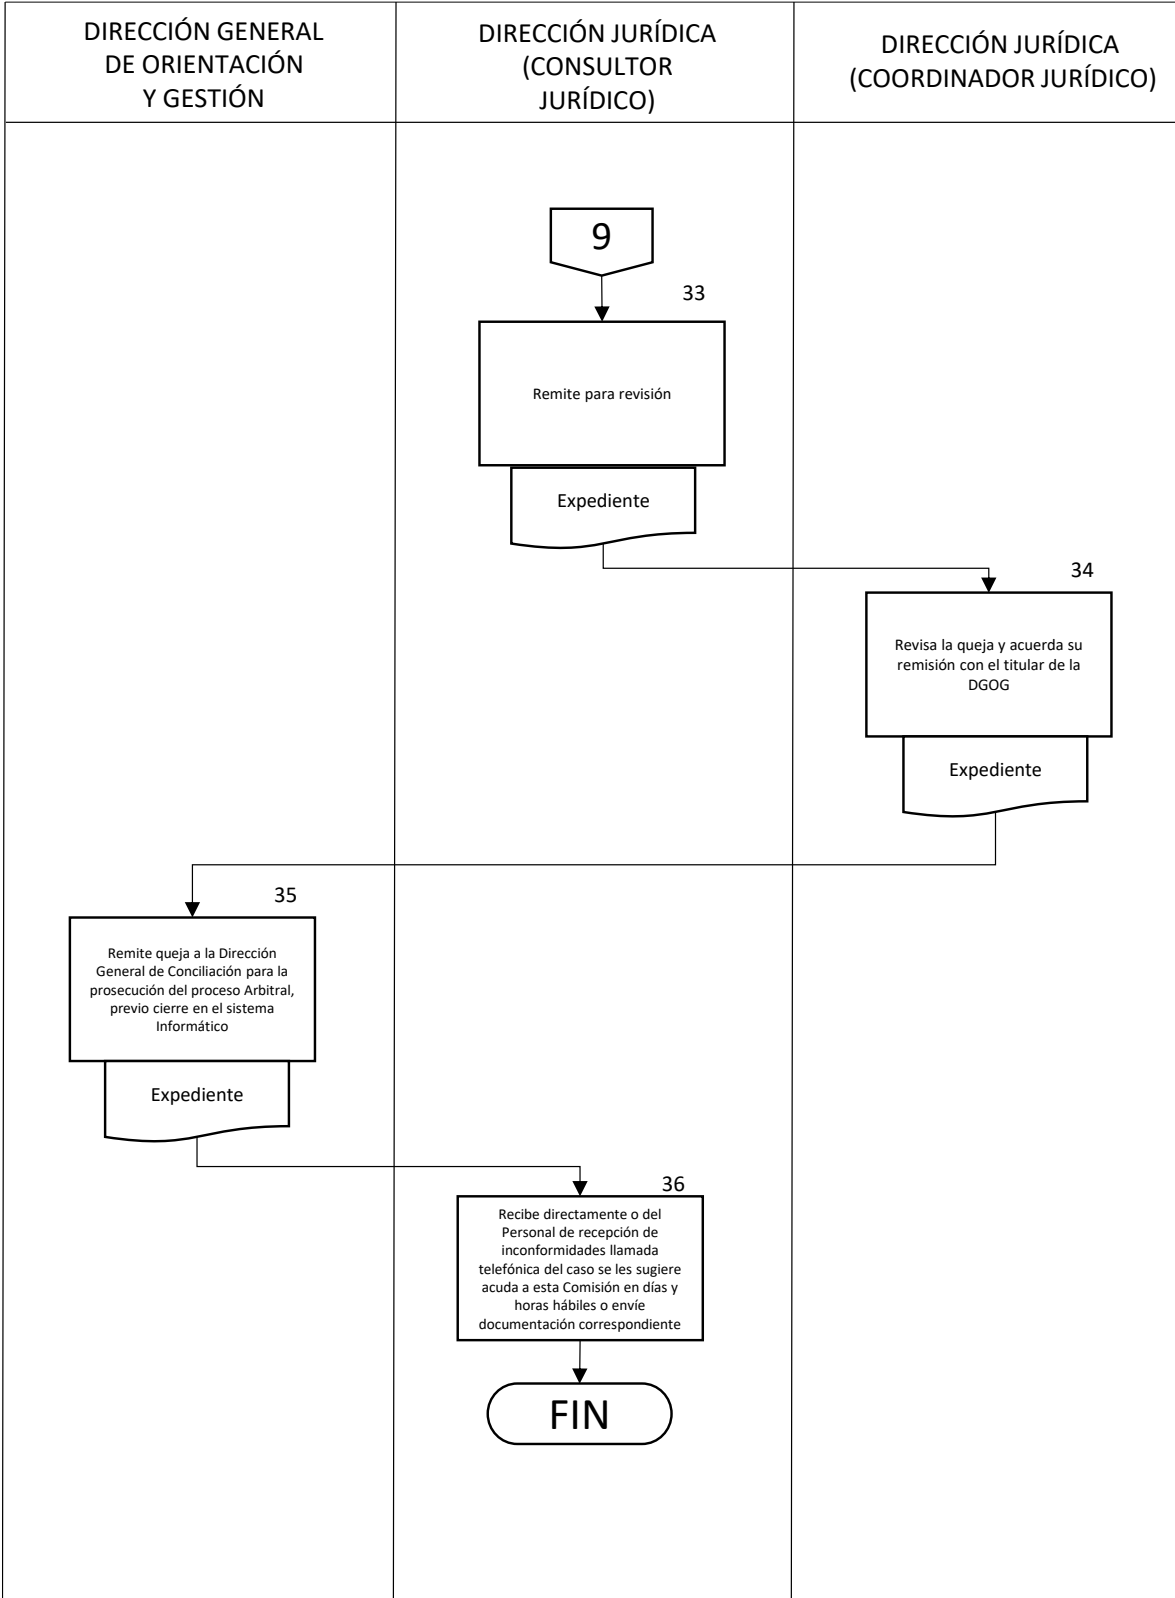 DIRECCIÓN GENERAL
DE ORIENTACIÓN
Y GESTIÓN
DIRECCIÓN JURÍDICA
(CONSULTOR
JURÍDICO)
DIRECCIÓN JURÍDICA
(COORDINADOR JURÍDICO)
9
33
Remite para revisión
Expediente
34
Revisa la queja y acuerda su
remisión con el titular de la
DGOG
Expediente
35
Remite queja a la Dirección
General de Conciliación para la
prosecución del proceso Arbitral,
previo cierre en el sistema
Informático
Expediente
36
Recibe directamente o del
Personal de recepción de
inconformidades llamada
telefónica del caso se les sugiere
acuda a esta Comisión en días y
horas hábiles o envíe
documentación correspondiente
FIN